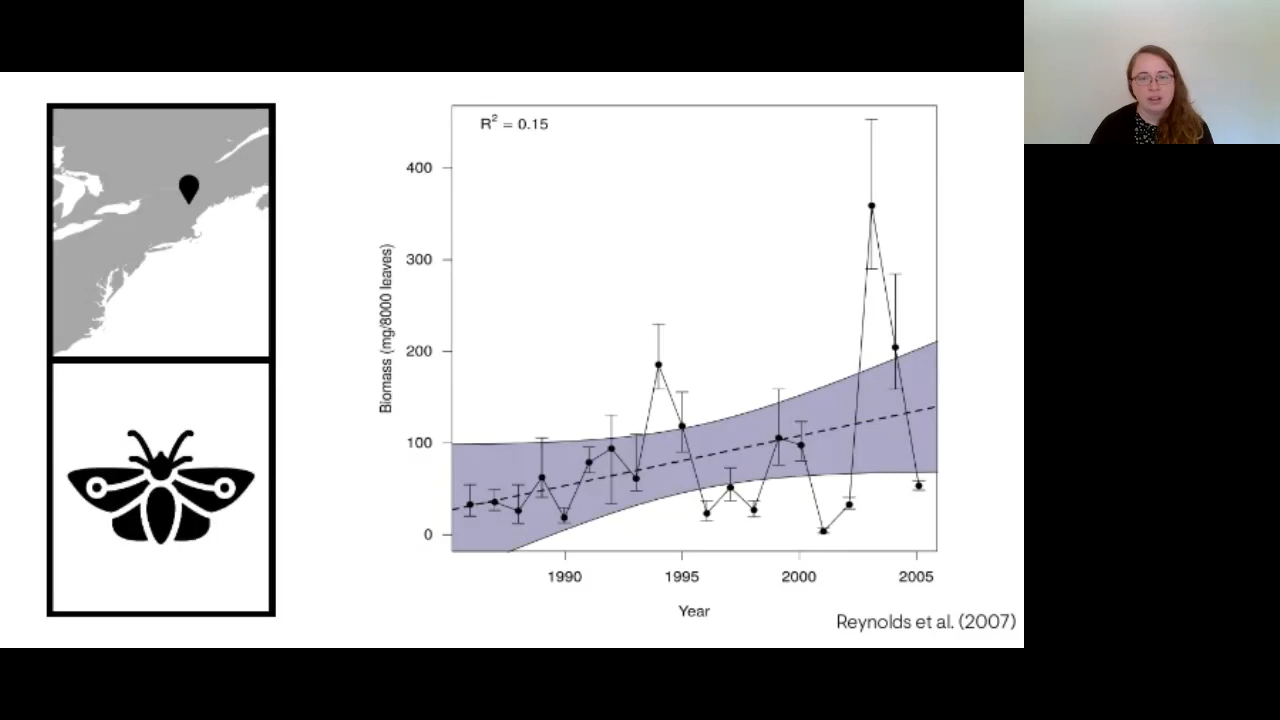 R² = 0.15
400
300
200
100
0
Biomass (mg/8000 leaves)
1990 1995 2000 2005
Year
Reynolds et al. (2007)